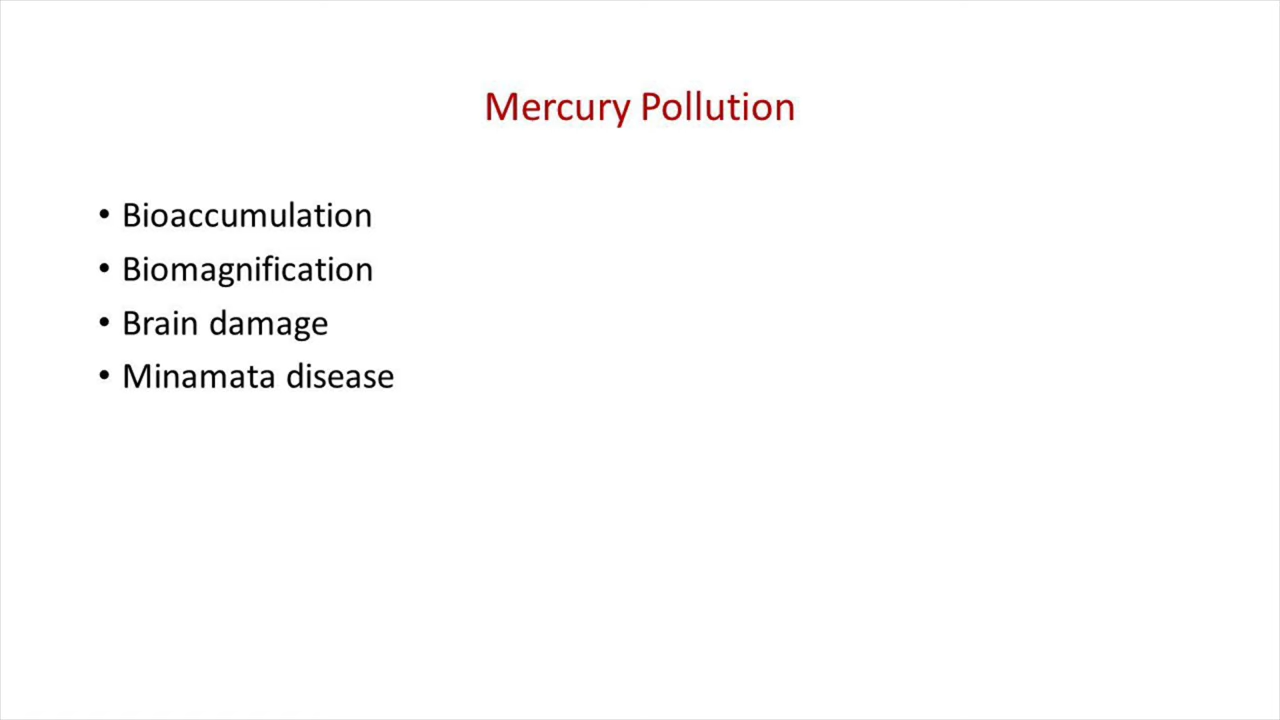 Mercury Pollution
• Bioaccumulation
• Biomagnification
• Brain damage
• Minamata disease